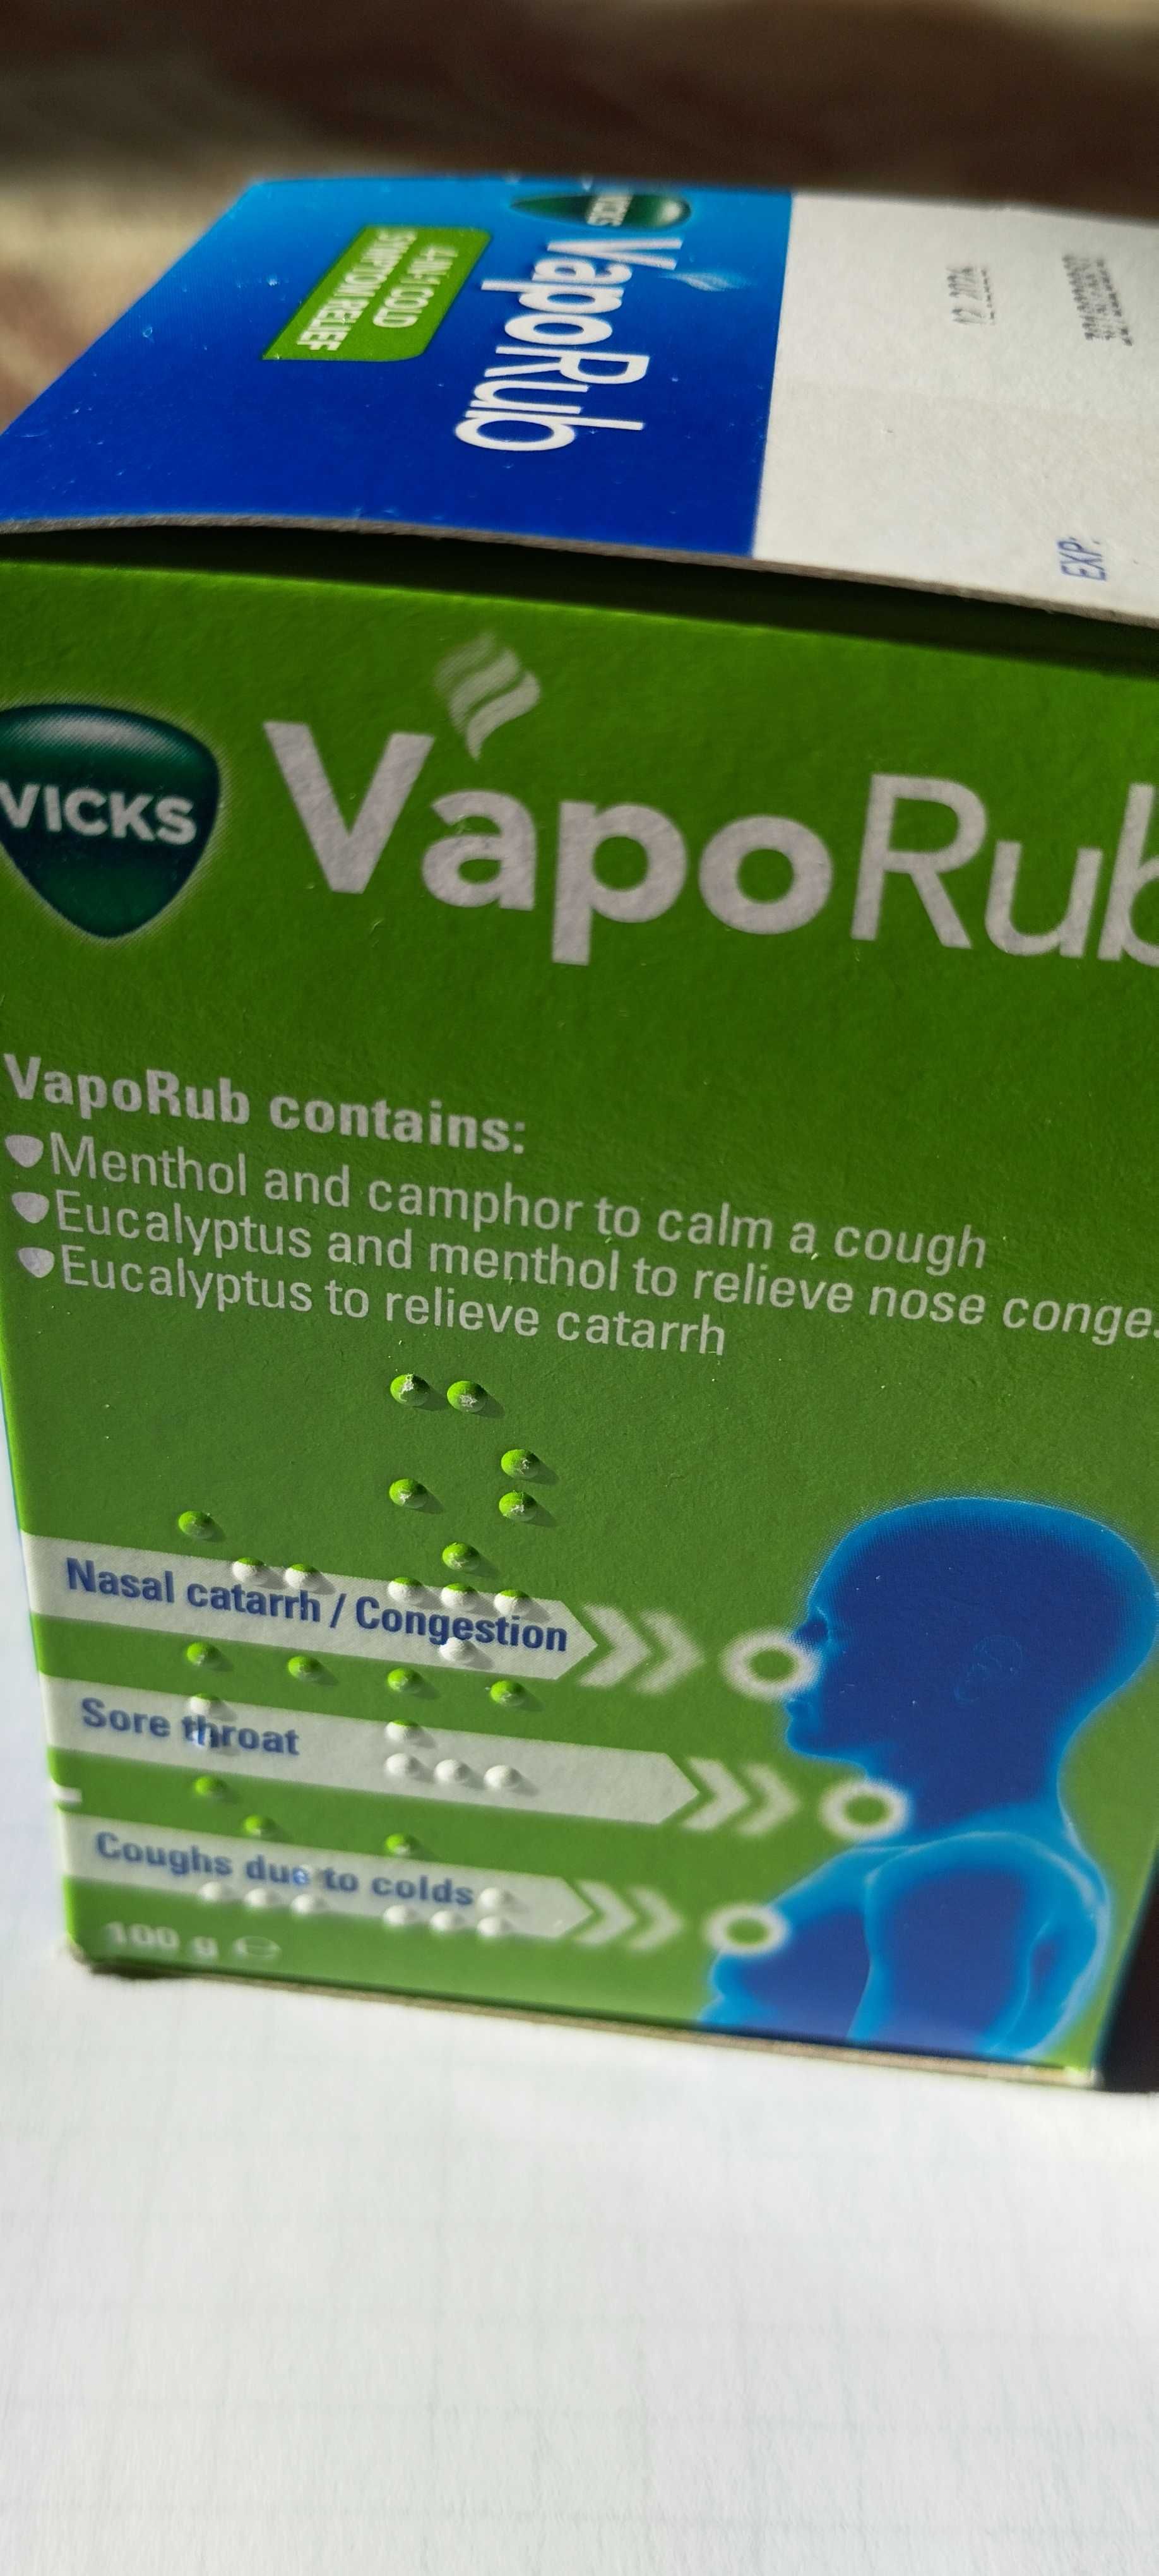 VICKS
VapoRub
4-IN-1 COLD
SYMPTOM RELIEF
12 2024
EXP:
VICKS
VapoRub
VapoRub contains:
Menthol and camphor to calm a cough
Eucalyptus and menthol to relieve nose conge
Eucalyptus to relieve catarrh
Nasal catarrh / Congestion
Sore throat
Coughs due to colds
100 g ℮